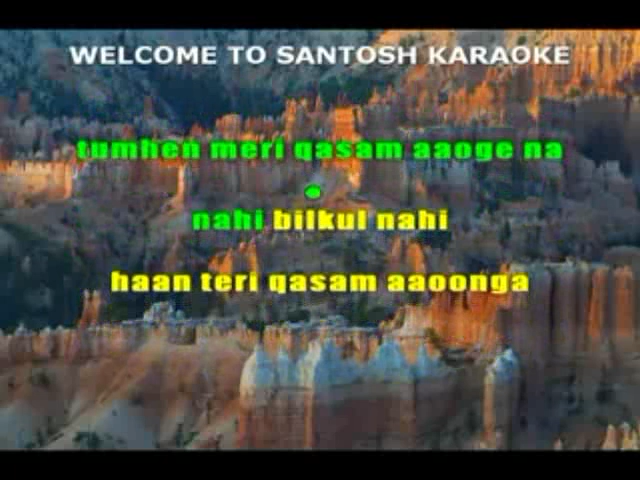 WELCOME TO SANTOSH KARAOKE
tumhen meri qasam aaoge na
nahi bilkul nahi
haan teri qasam aaoonga